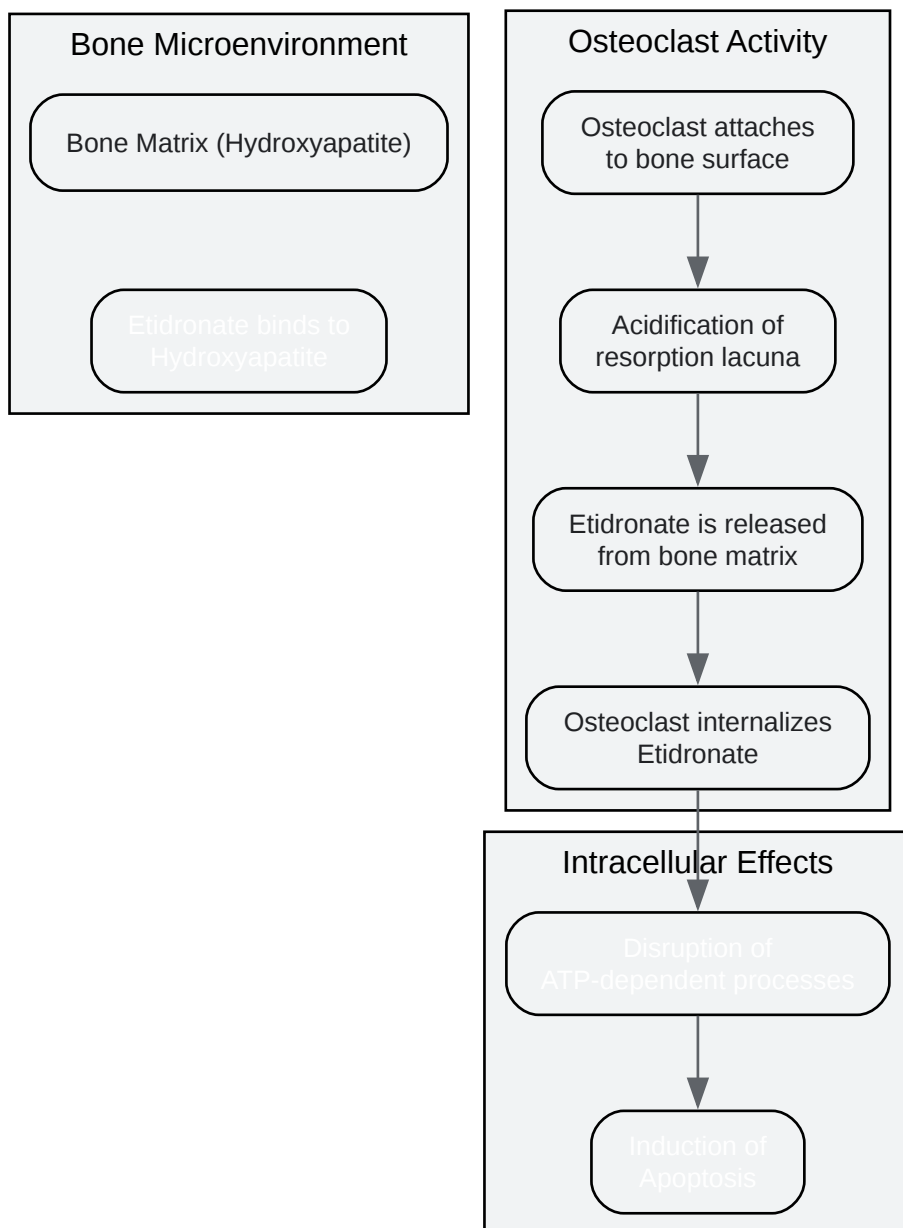 Bone Microenvironment
Bone Matrix (Hydroxyapatite)
Etidronate binds to
Hydroxyapatite
Osteoclast Activity
Osteoclast attaches
to bone surface
Acidification of
resorption lacuna
Etidronate is released
from bone matrix
Osteoclast internalizes
Etidronate
Intracellular Effects
Disruption of
ATP-dependent processes
Induction of
Apoptosis